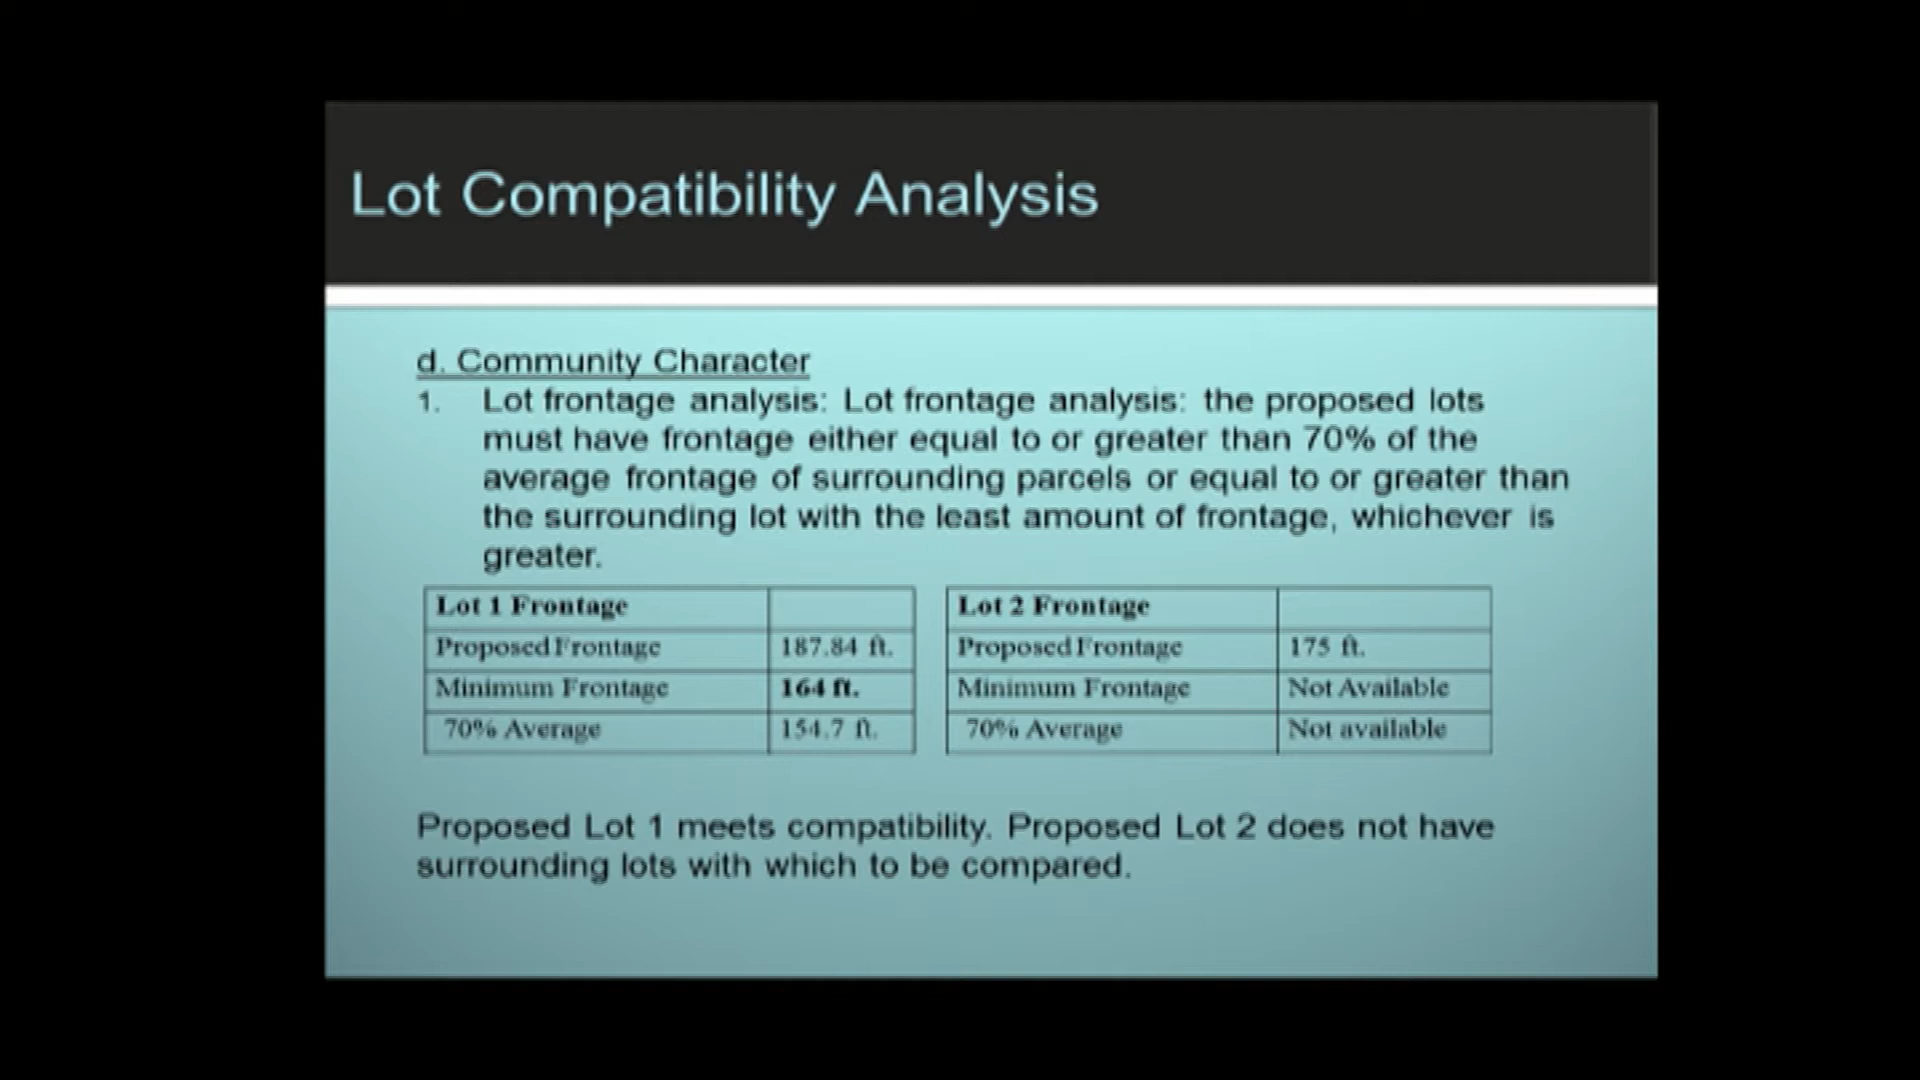 Lot Compatibility Analysis
d. Community Character
1. Lot frontage analysis: Lot frontage analysis: the proposed lots
must have frontage either equal to or greater than 70% of the
average frontage of surrounding parcels or equal to or greater than
the surrounding lot with the least amount of frontage, whichever is
greater.
Lot 1 Frontage
Proposed Frontage 187.84 ft.
Minimum Frontage 164 ft.
70% Average 154.7 ft.
Lot 2 Frontage
Proposed Frontage 175 ft.
Minimum Frontage Not Available
70% Average Not available
Proposed Lot 1 meets compatibility. Proposed Lot 2 does not have
surrounding lots with which to be compared.